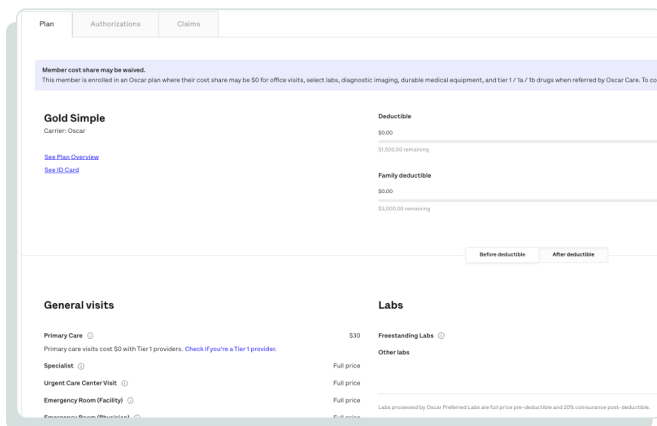 Plan
Authorizations
Claims
Member cost share may be waived.
This member is enrolled in an Oscar plan where their cost share may be $0 for office visits, select labs, diagnostic imaging, durable medical equipment, and tier 1 / 1a / 1b drugs when referred by Oscar Care. To co
Gold Simple
Carrier: Oscar
See Plan Overview
See ID Card
Deductible
$0.00
$1,500.00 remaining
Family deductible
$0.00
$3,000.00 remaining
Before deductible
After deductible
General visits
Primary Care $30
Primary care visits cost $0 with Tier 1 providers. Check if you're a Tier 1 provider.
Specialist Full price
Urgent Care Center Visit Full price
Emergency Room (Facility) Full price
Emergency Room (Physician) Full price
Labs
Freestanding Labs
Other labs
Labs processed by Oscar Preferred Labs are full price pre-deductible and 20% coinsurance post-deductible.